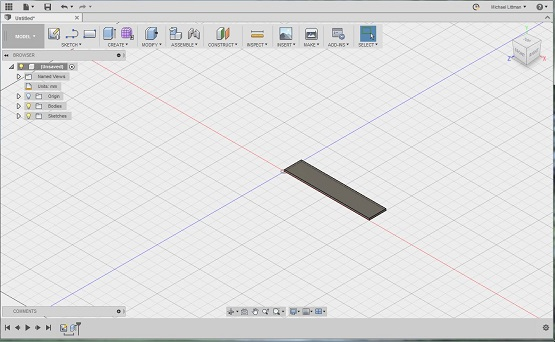 Michael Litman
Untitled*
MODEL
SKETCH
CREATE
MODIFY
ASSEMBLE
CONSTRUCT
INSPECT
INSERT
MAKE
ADD-INS
SELECT
BROWSER
(Unsaved)
Named Views
Units: mm
Origin
Bodies
Sketches
Z
X
COMMENTS